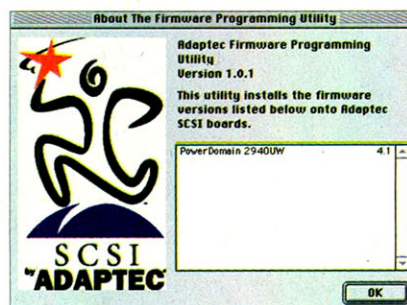 About The Firmware Programming Utility
Adaptec Firmware Programming
Utility
Version 1.0.1
This utility installs the firmware
versions listed below onto Adaptec
SCSI boards.
PowerDomain 2940UW 4.1
SCSI
by ADAPTEC
OK